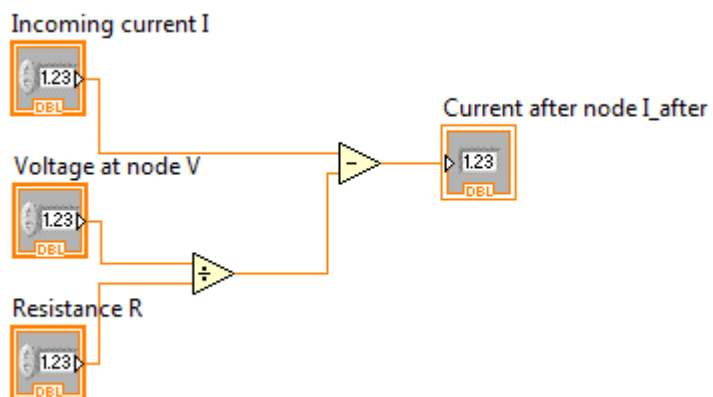 Incoming current I
1.23
DBL
Current after node I_after
1.23
DBL
Voltage at node V
1.23
DBL
-
÷
Resistance R
1.23
DBL